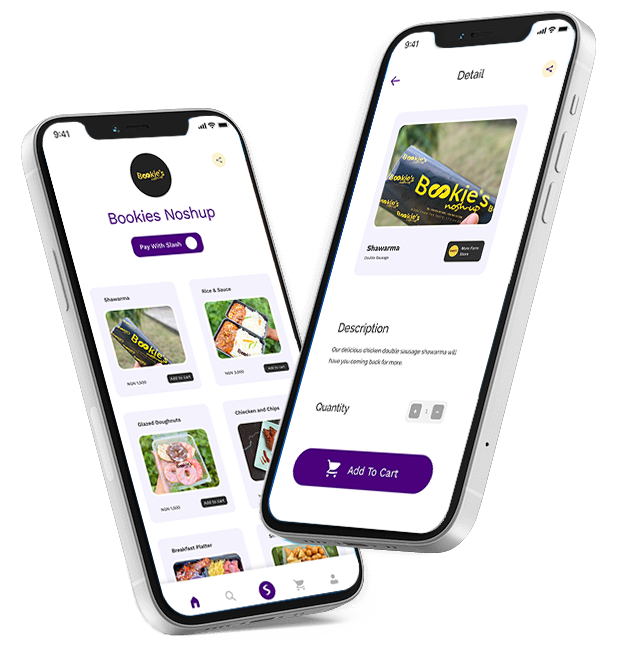 9:41
Bookie's
Bookies Noshup
Pay With Slash
Shawarma
NGN 1,500
Add to cart
Rice & Sauce
NGN 3,000
Add to cart
Glazed Doughnuts
NGN 1,500
Add to cart
Chiecken and Chips
Breakfast Platter
9:41
Detail
Bookie's
noshup
Shawarma
Double Sausage
More Form
Store
Description
Our delicious chicken double sausage shawarma will
have you coming back for more.
Quantity
+ 1 -
Add To Cart